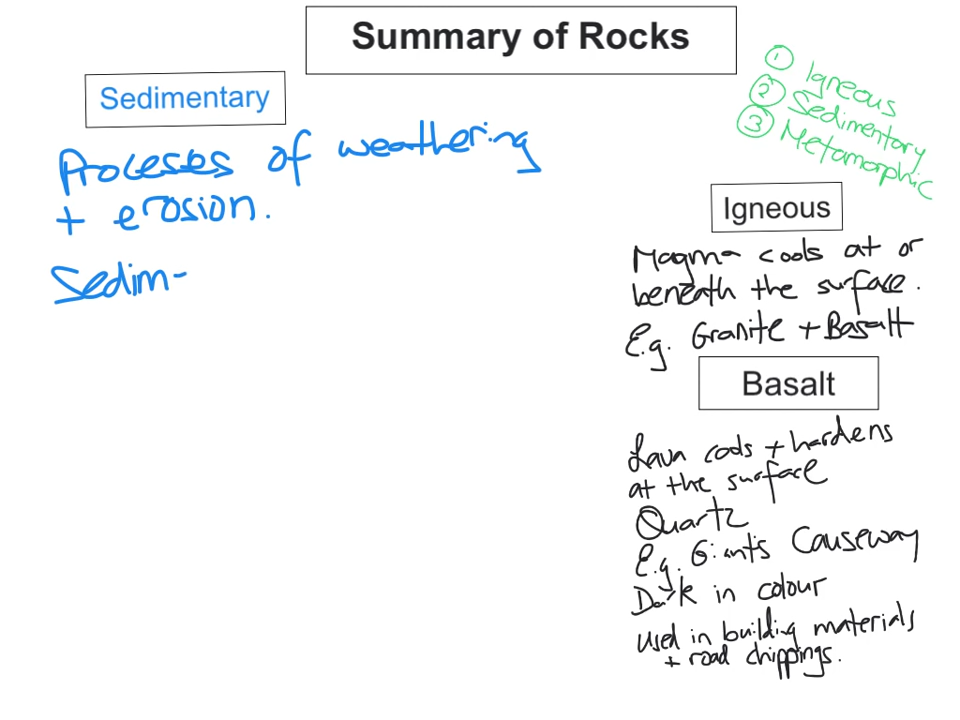 Summary of Rocks
① Igneous
② Sedimentary
③ Metamorphic
Sedimentary
Proceses of weathering
+ erosion.
Sedim-
Igneous
Magma cools at or
beneath the surface.
E.g. Granite + Basalt
Basalt
Lava cools + hardens
at the surface
Quartz
E.g. Giant's Causeway
Dark in colour
Used in building materials
+ road chippings.